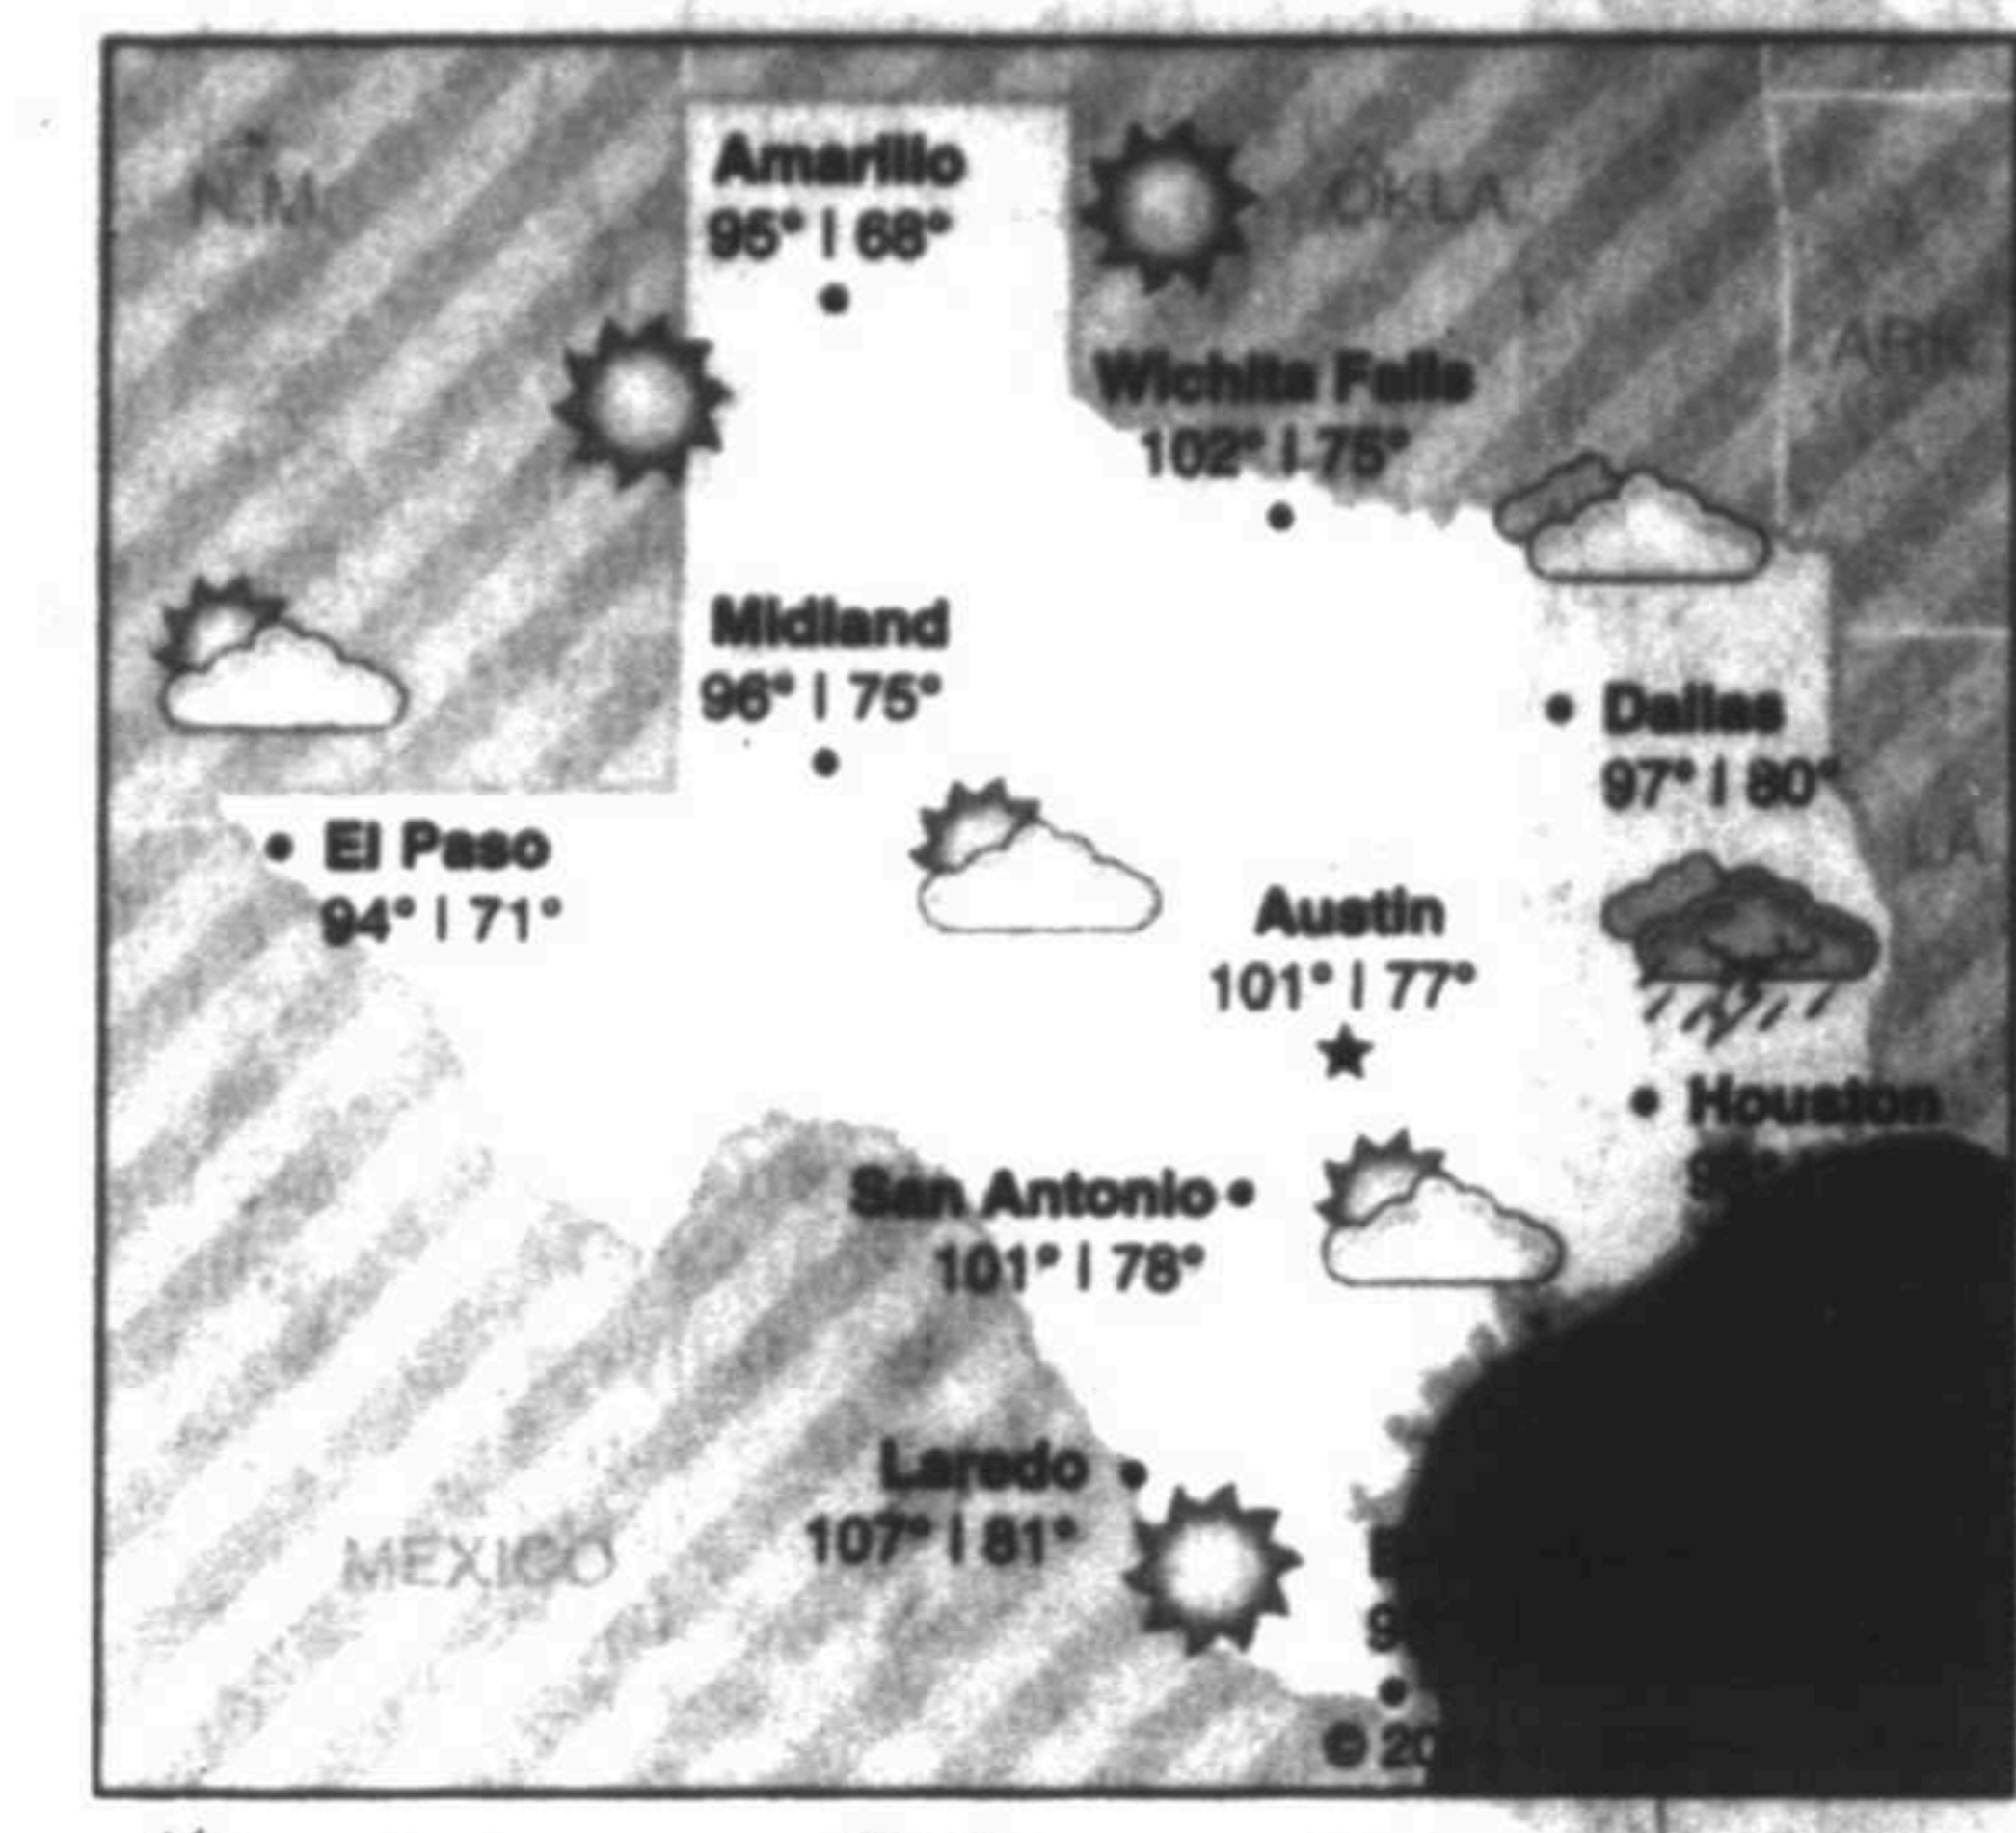 Amarillo
95° | 68°
N.M.
OKLA
ARK
Wichita Falls
102° | 75°
Midland
96° | 75°
Dallas
97° | 80°
El Paso
94° | 71°
LA
Austin
101° | 77°
Houston
San Antonio
101° | 78°
Laredo
107° | 81°
MEXICO
© 20